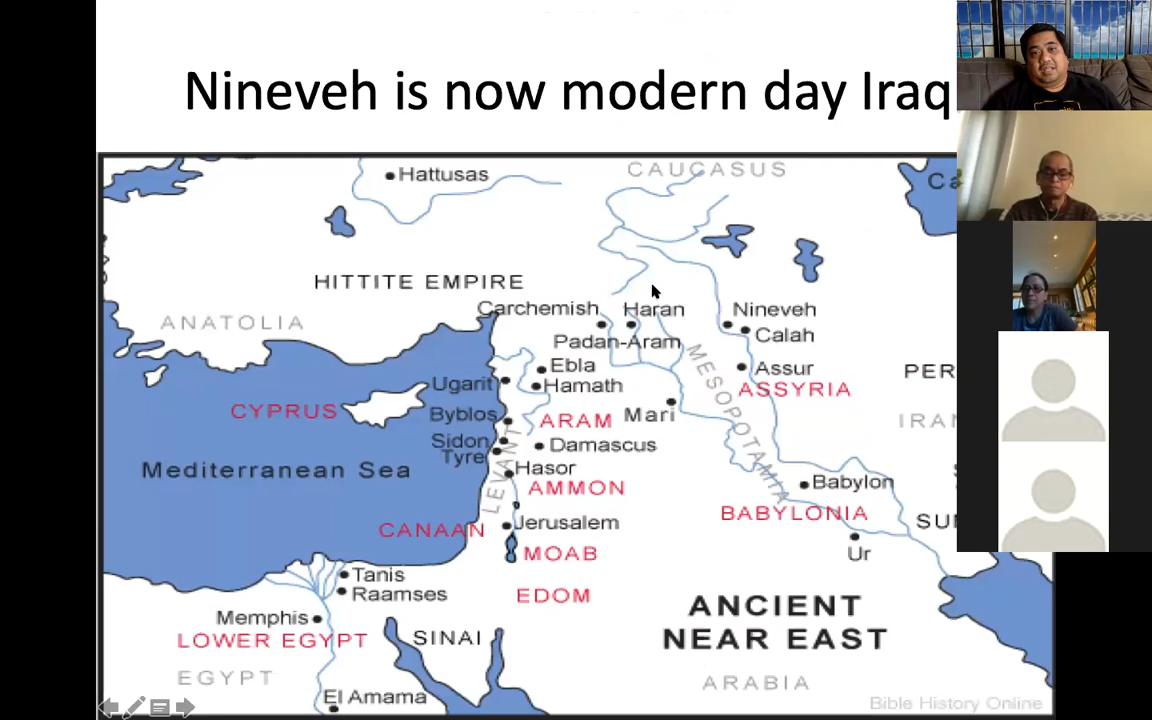 Nineveh is now modern day Iraq
CAUCASUS
Hattusas
HITTITE EMPIRE
ANATOLIA
Carchemish
Haran
Nineveh
Calah
Padan-Aram
Ebla
Assur
PER
Ugarit
Hamath
ASSYRIA
CYPRUS
Byblos
ARAM
Mari
MESOPOTAMIA
IRAN
Sidon
Tyre
Damascus
LEVANT
Mediterranean Sea
Hasor
AMMON
Babylon
BABYLONIA
CANAAN
Jerusalem
MOAB
Ur
Tanis
Raamses
EDOM
ANCIENT
NEAR EAST
Memphis
LOWER EGYPT
SINAI
EGYPT
ARABIA
El Amama
Bible History Online